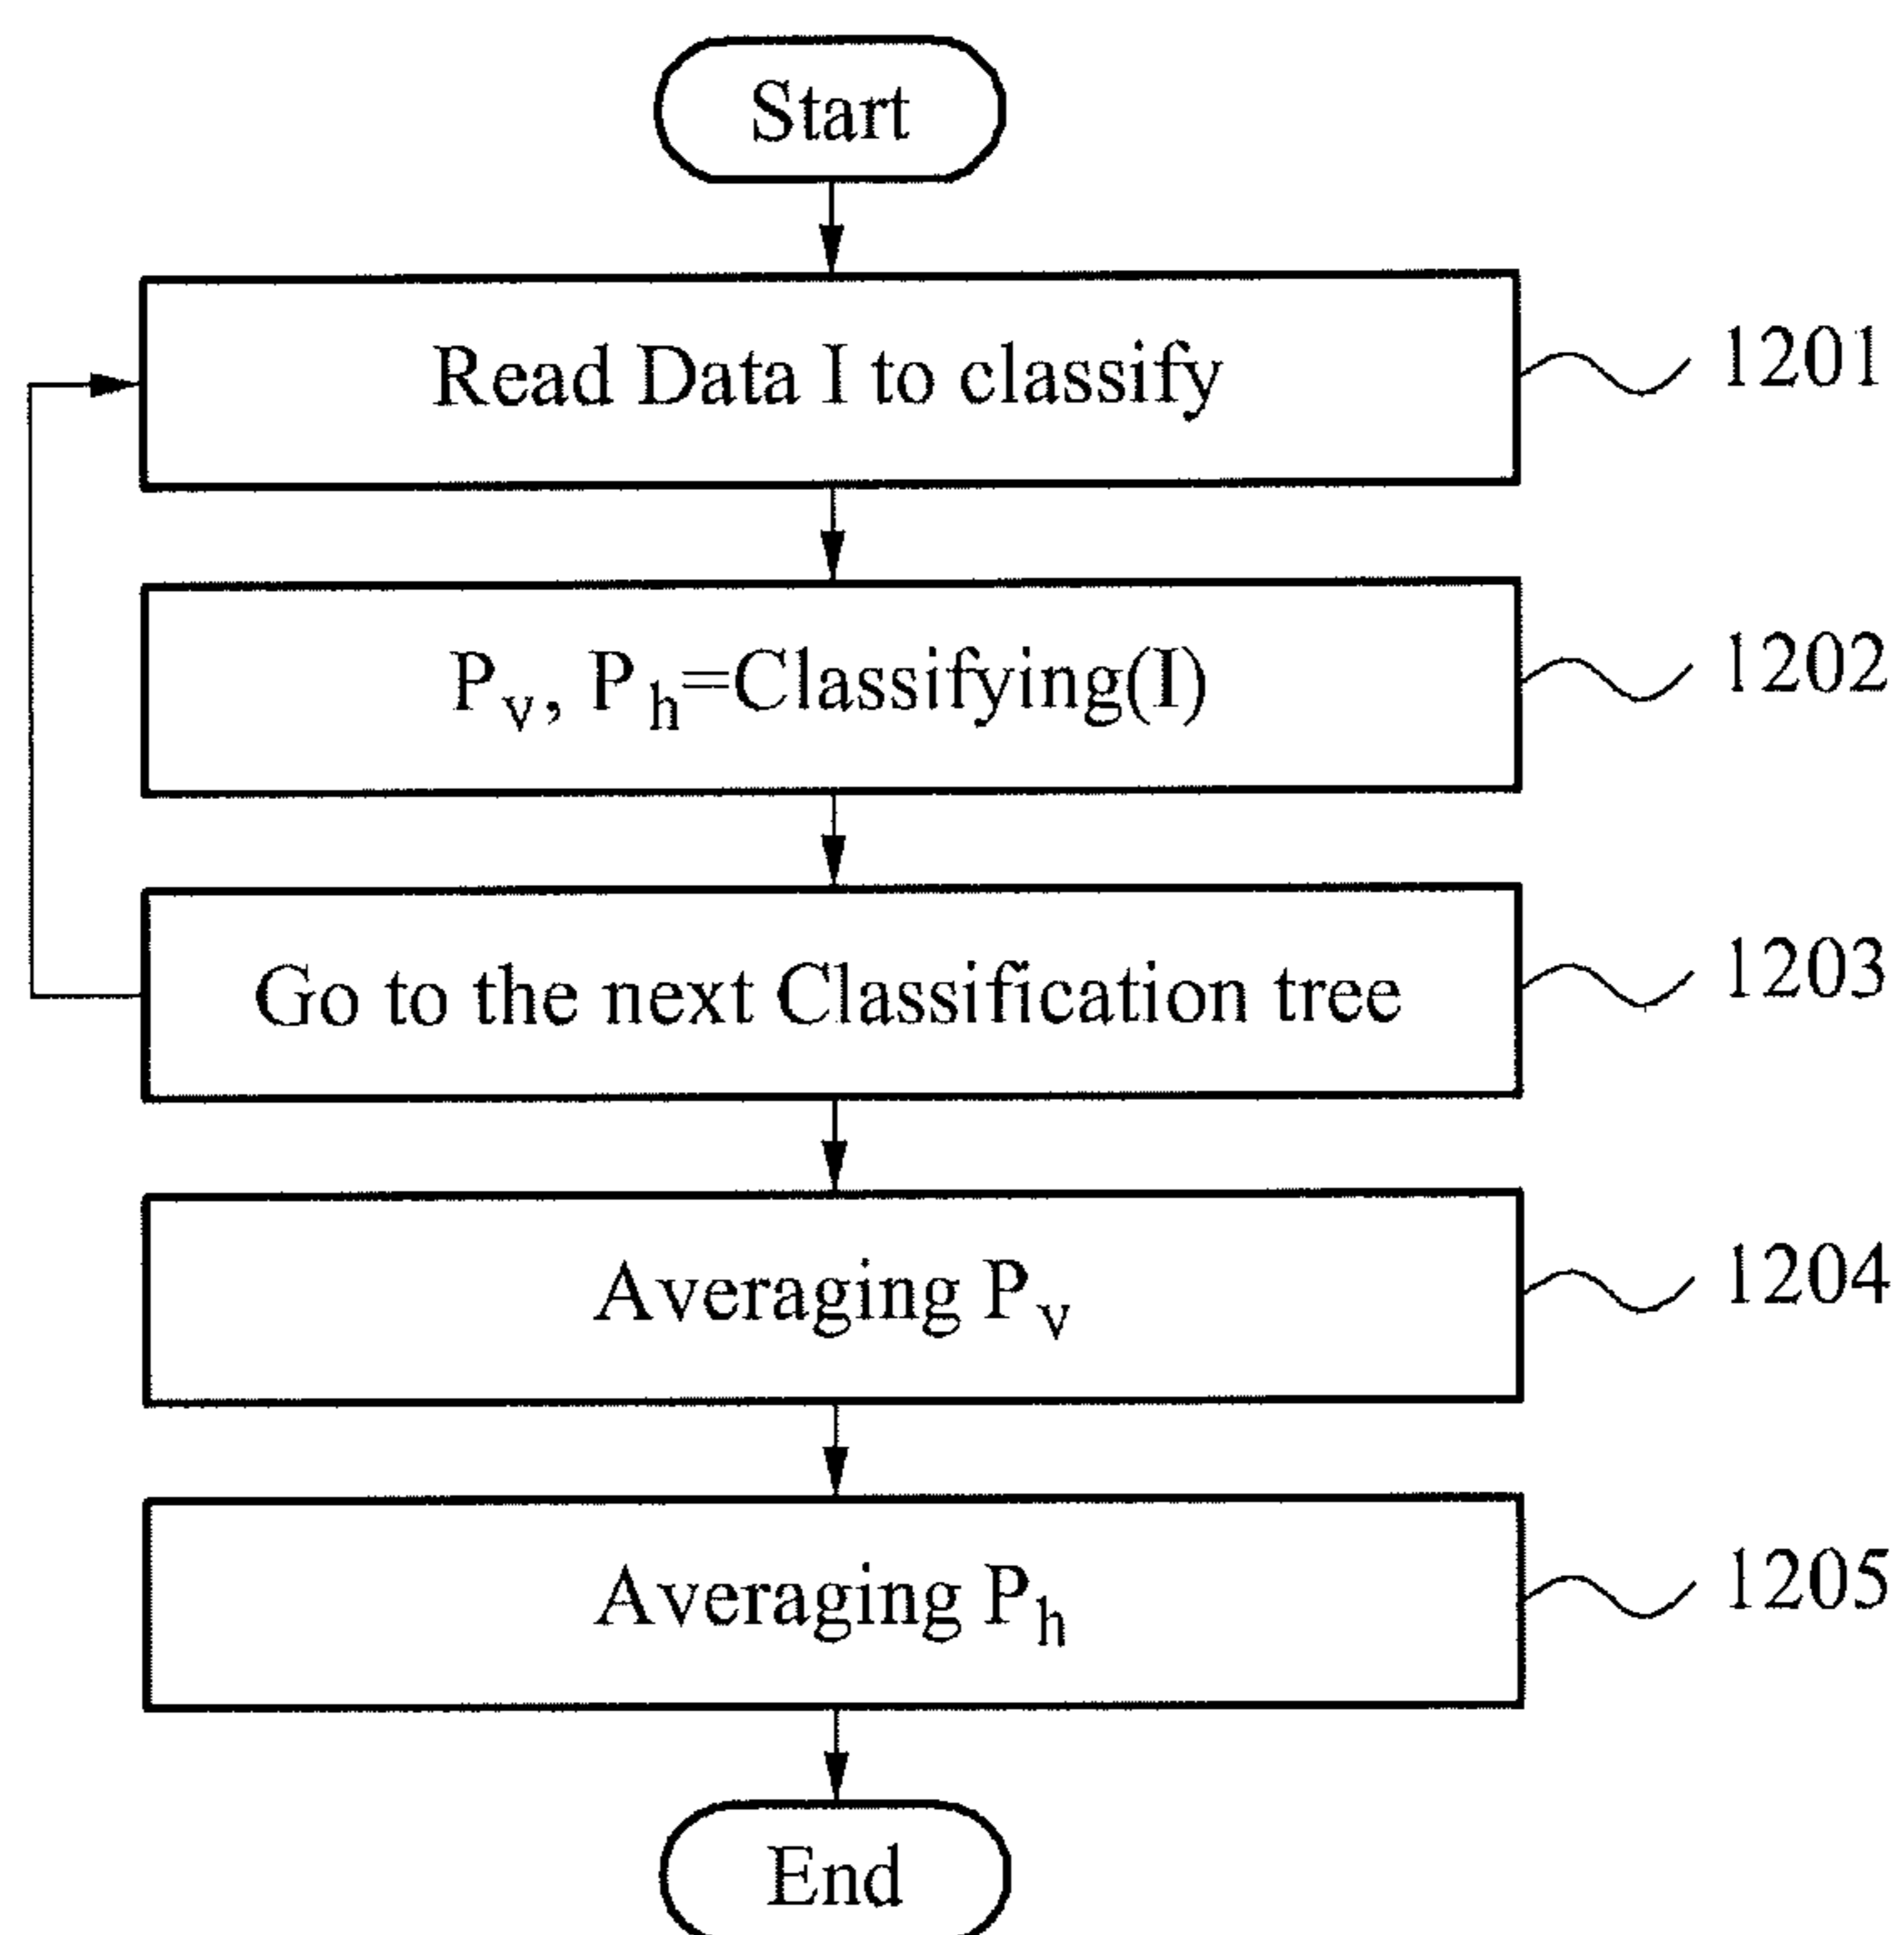 Start
Read Data I to classify
1201
Pᵥ, Pₕ=Classifying(I)
1202
Go to the next Classification tree
1203
Averaging Pᵥ
1204
Averaging Pₕ
1205
End